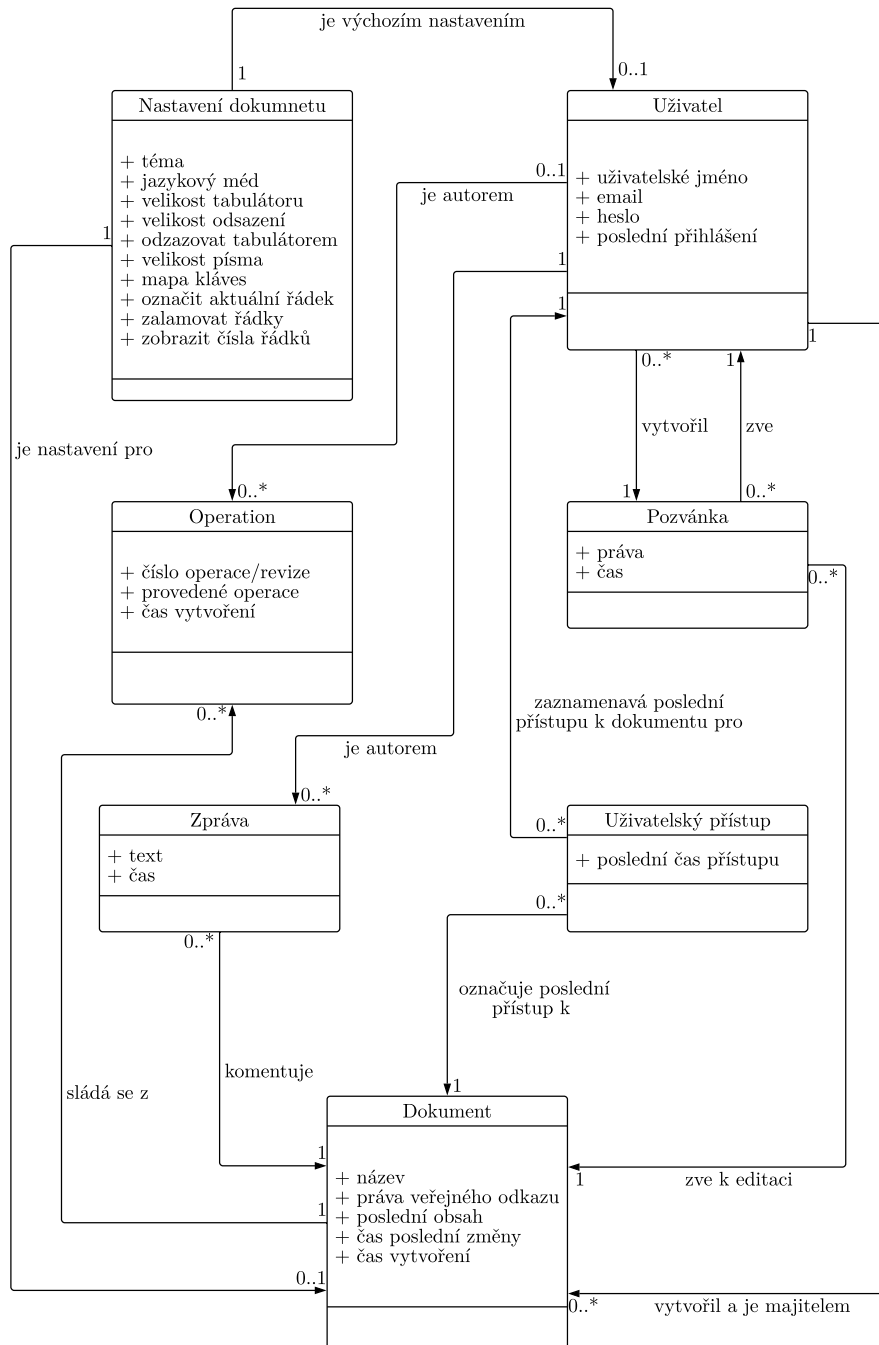 je výchozím nastavením
1
0..1
Nastavení dokumnetu
+ téma
+ jazykový méd
+ velikost tabulátoru
+ velikost odsazení
+ odzazovat tabulátorem
+ velikost písma
+ mapa kláves
+ označit aktuální řádek
+ zalamovat řádky
+ zobrazit čísla řádků
1
Uživatel
+ uživatelské jméno
+ email
+ heslo
+ poslední přihlášení
0..1
je autorem
1
1
1
0..*
1
vytvořil
zve
je nastavení pro
0..*
1
0..*
Operation
+ číslo operace/revize
+ provedené operace
+ čas vytvoření
0..*
Pozvánka
+ práva
+ čas
0..*
zaznamenavá poslední
přístupu k dokumentu pro
je autorem
0..*
Zpráva
+ text
+ čas
0..*
0..*
Uživatelský přístup
+ poslední čas přístupu
0..*
označuje poslední
přístup k
komentuje
sládá se z
1
Dokument
+ název
+ práva veřejného odkazu
+ poslední obsah
+ čas poslední změny
+ čas vytvoření
1
1
0..1
1
zve k editaci
0..*
vytvořil a je majitelem